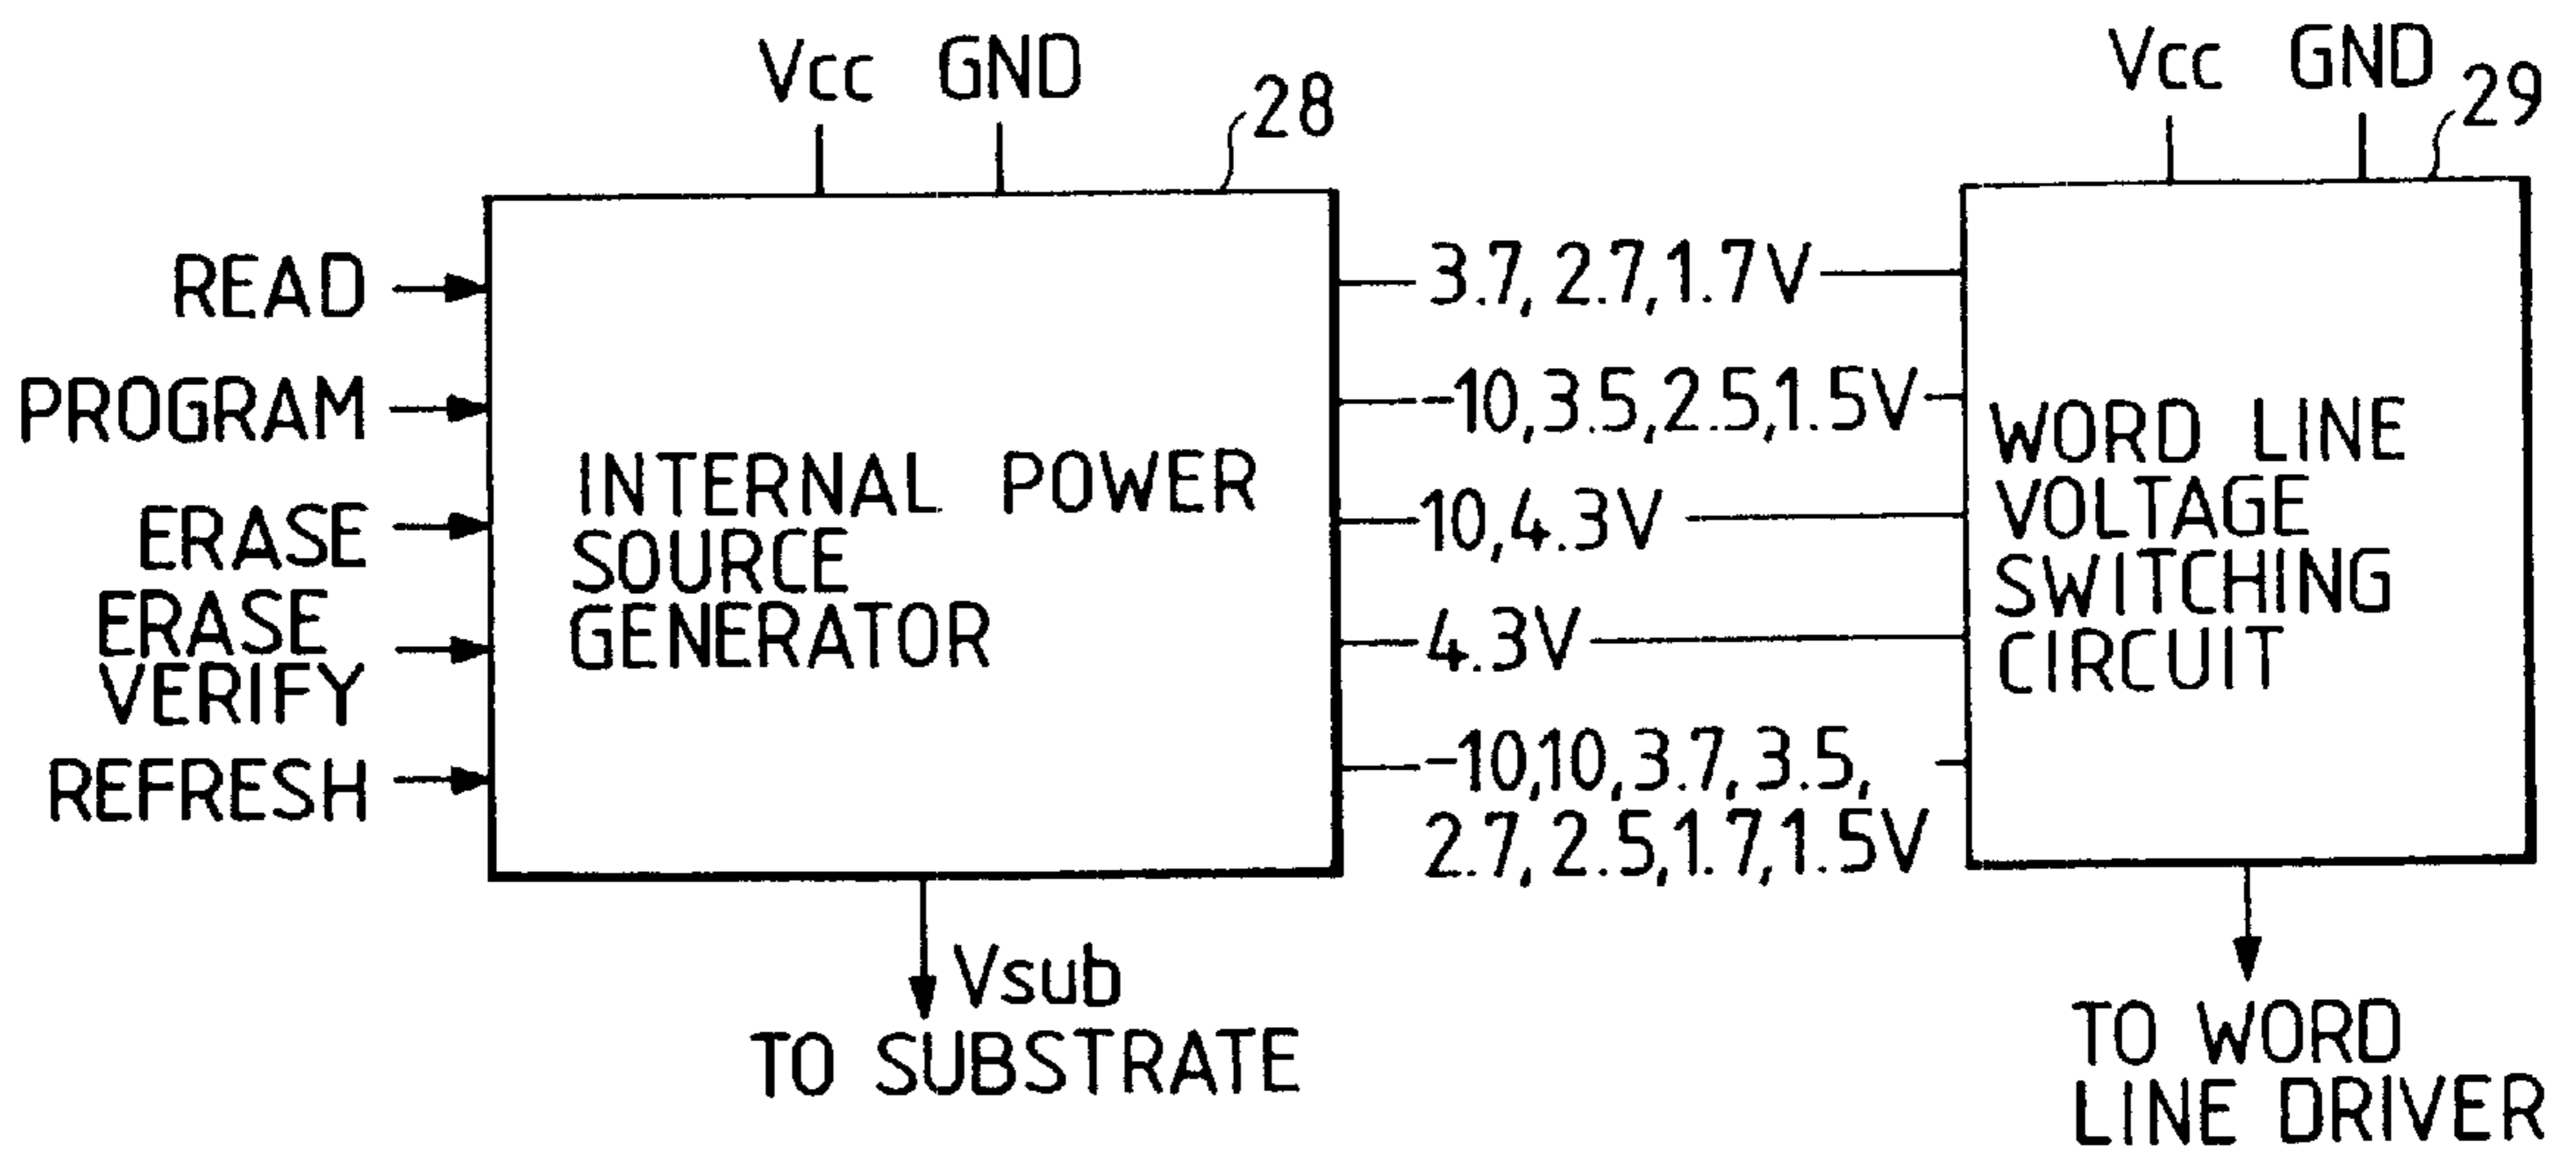 Vcc GND
28
Vcc GND
29
READ
PROGRAM
ERASE
ERASE
VERIFY
REFRESH
INTERNAL POWER
SOURCE
GENERATOR
3.7, 2.7, 1.7V
-10, 3.5, 2.5, 1.5V
10, 4.3V
4.3V
-10, 10, 3.7, 3.5,
2.7, 2.5, 1.7, 1.5V
WORD LINE
VOLTAGE
SWITCHING
CIRCUIT
Vsub
TO SUBSTRATE
TO WORD
LINE DRIVER